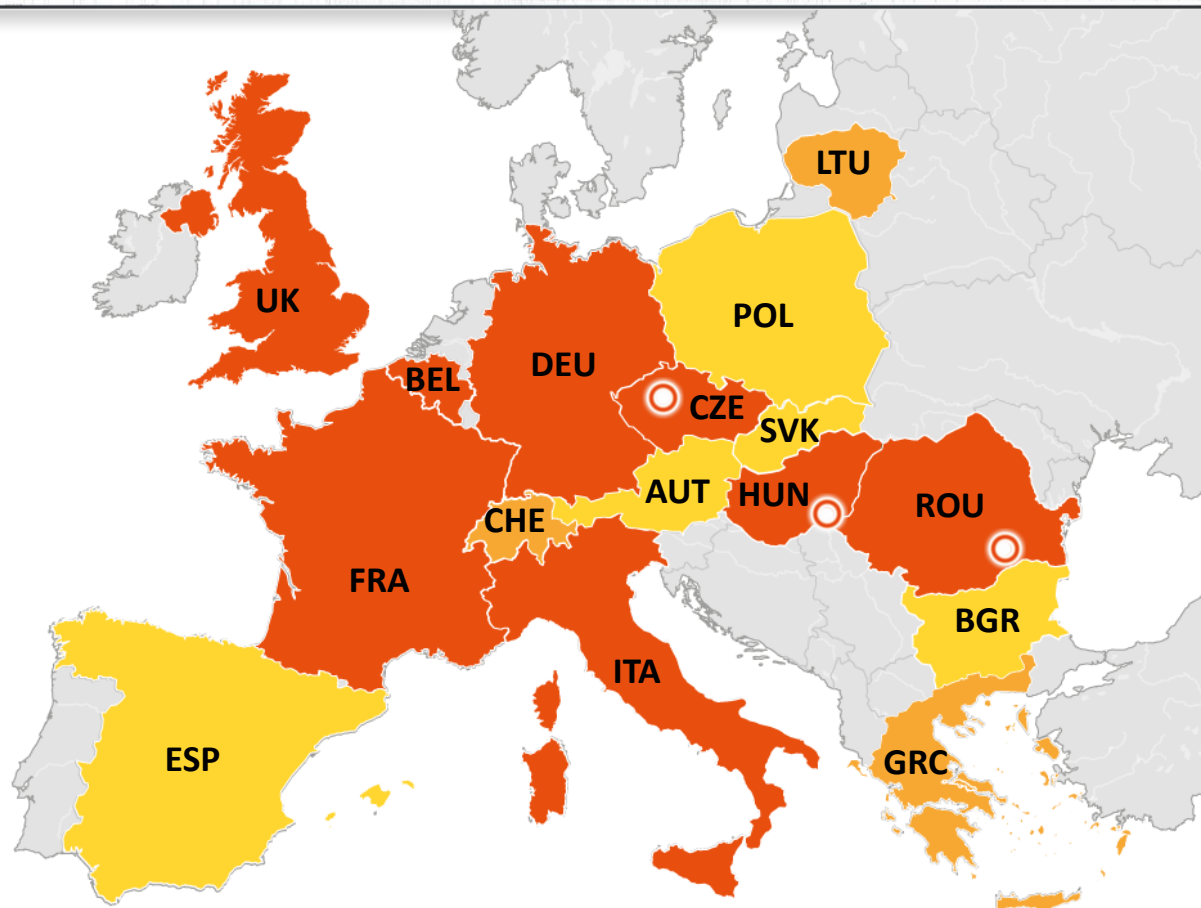 LTU
UK
POL
DEU
BEL
CZE
SVK
AUT
HUN
ROU
CHE
FRA
BGR
ITA
ESP
GRC